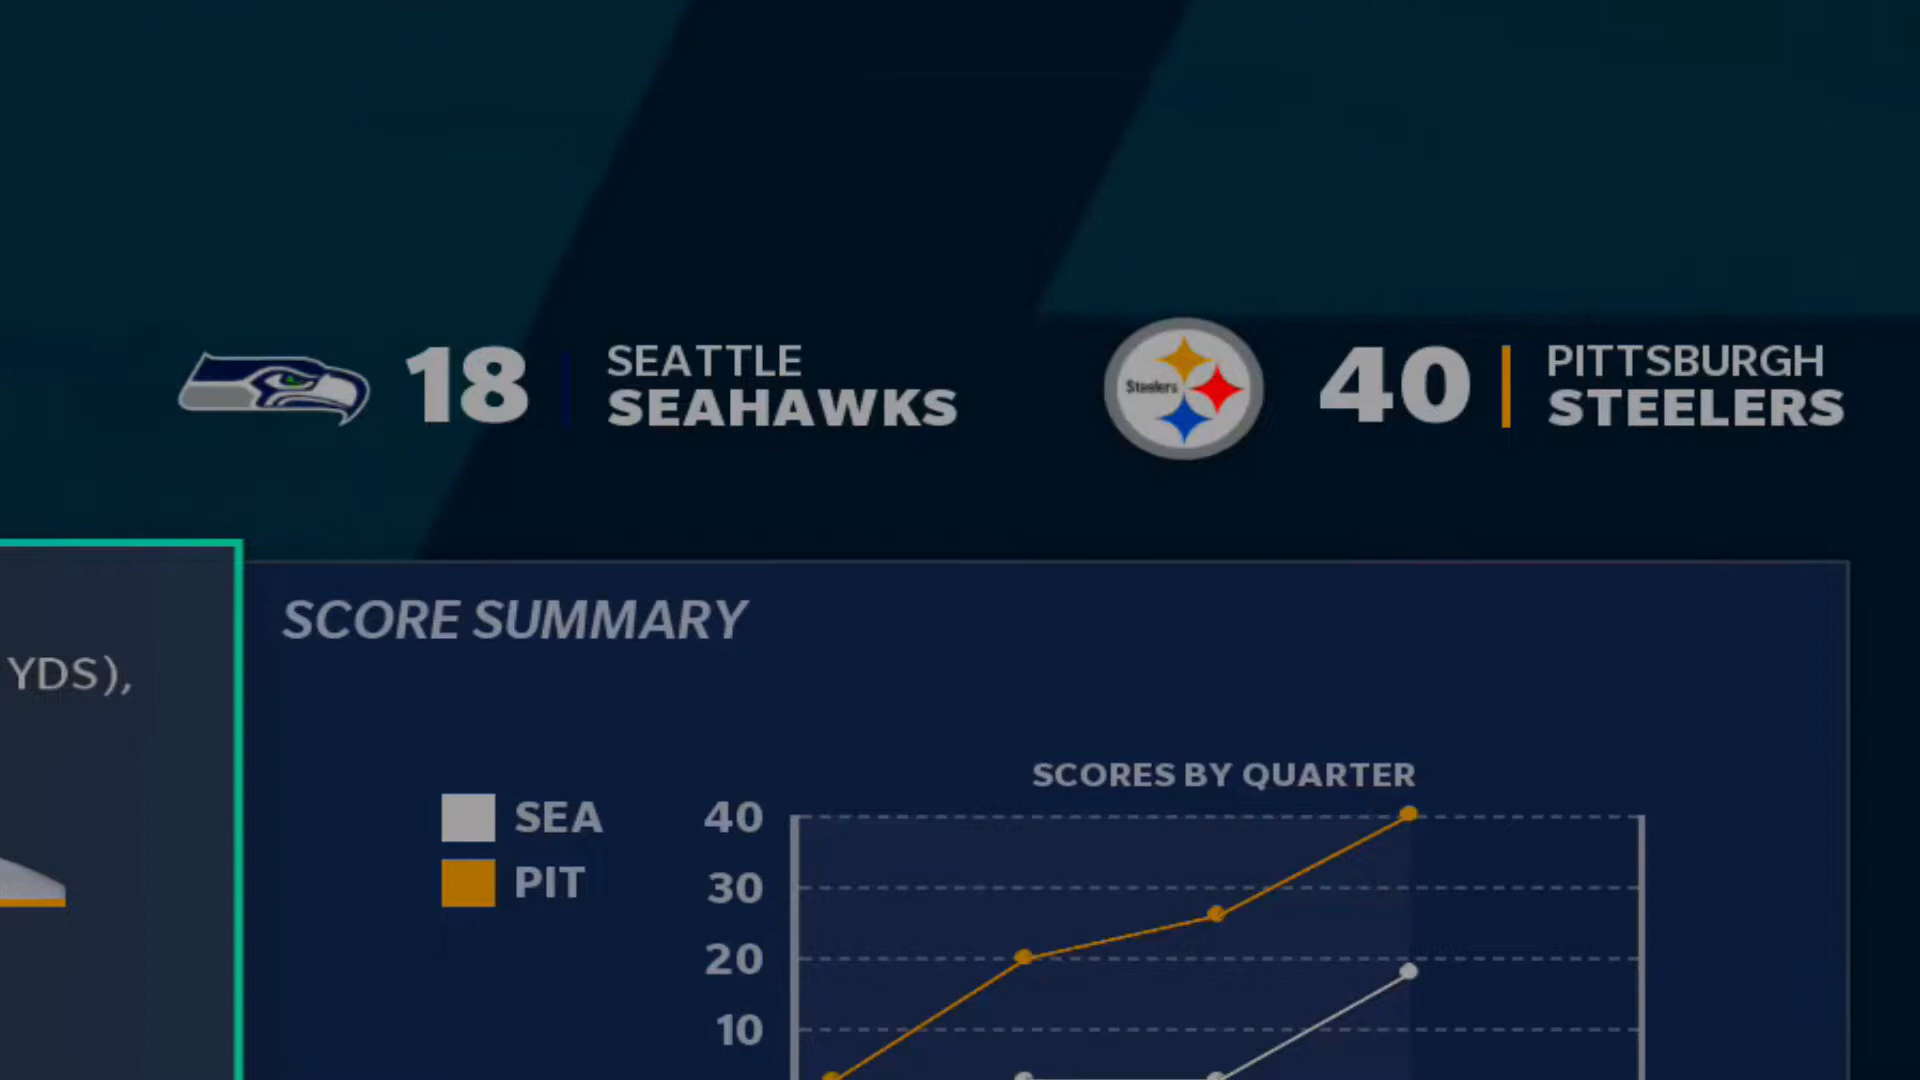 18
SEATTLE
SEAHAWKS
Steelers
40
PITTSBURGH
STEELERS
YDS),
SCORE SUMMARY
SCORES BY QUARTER
SEA
PIT
40
30
20
10